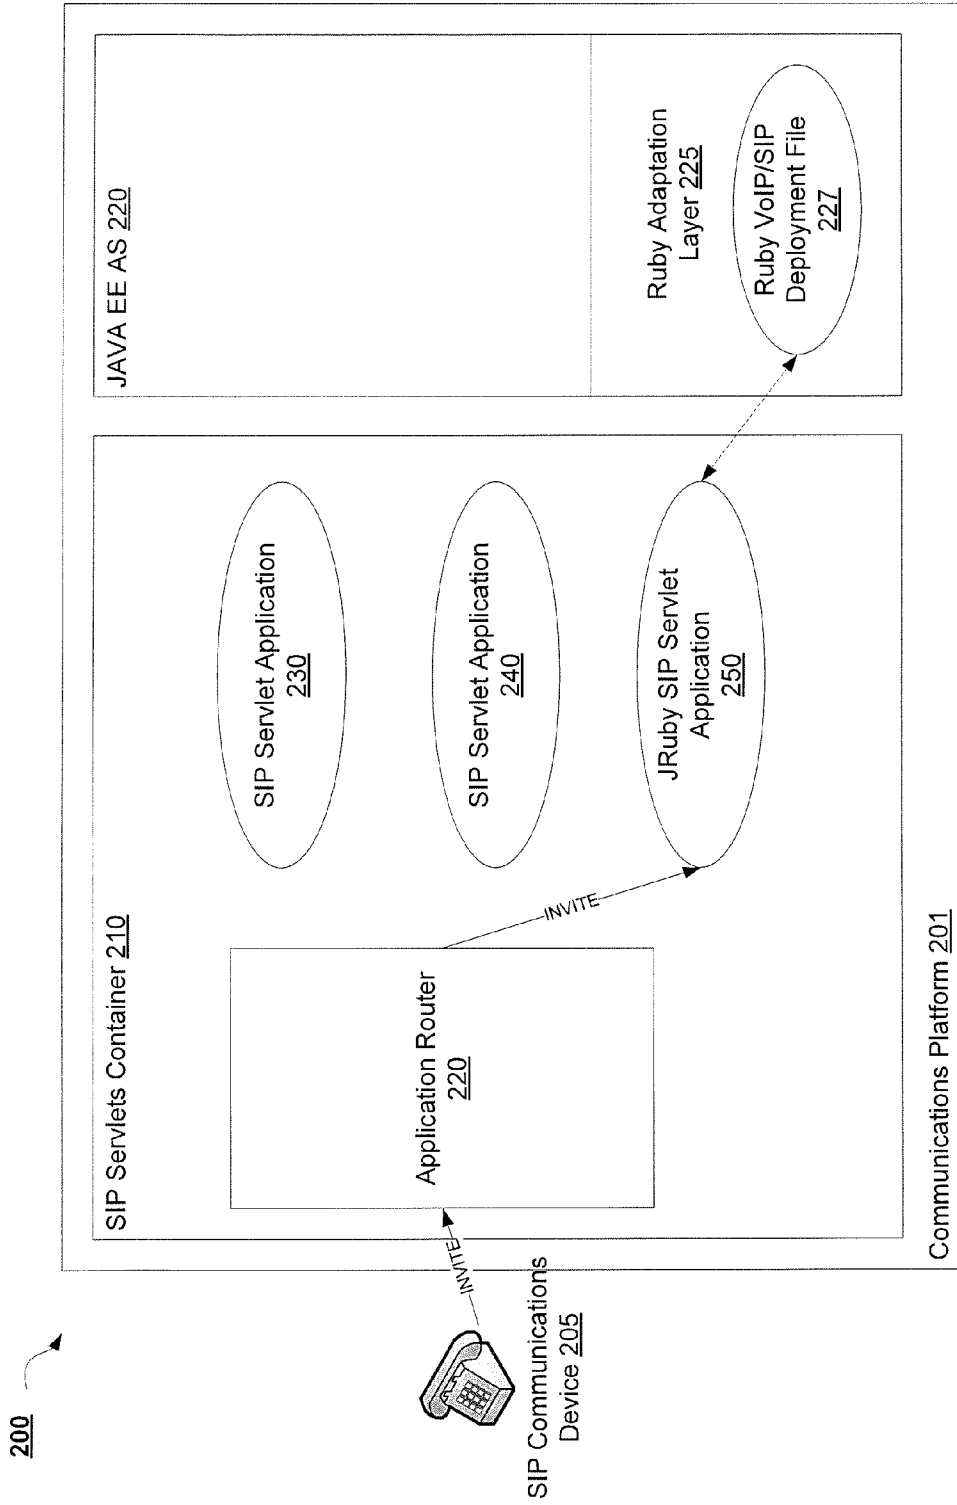 200
SIP Communications
Device 205
INVITE
Communications Platform 201
SIP Servlets Container 210
Application Router
220
INVITE
SIP Servlet Application
230
SIP Servlet Application
240
JRuby SIP Servlet
Application
250
JAVA EE AS 220
Ruby Adaptation
Layer 225
Ruby VoIP/SIP
Deployment File
227